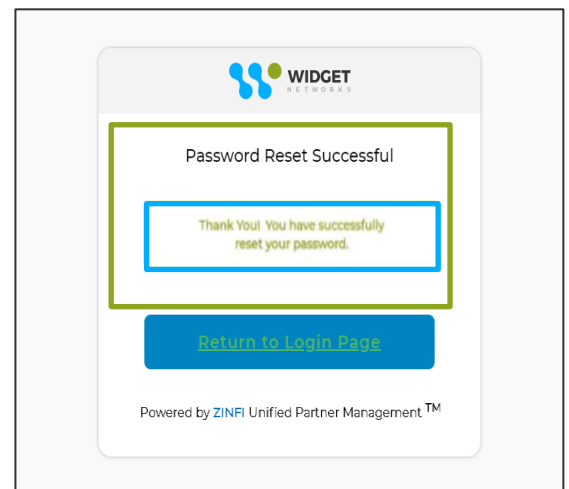 WIDGET
NETWORKS
Password Reset Successful
Thank You! You have successfully
reset your password.
Return to Login Page
Powered by ZINFI Unified Partner Management TM